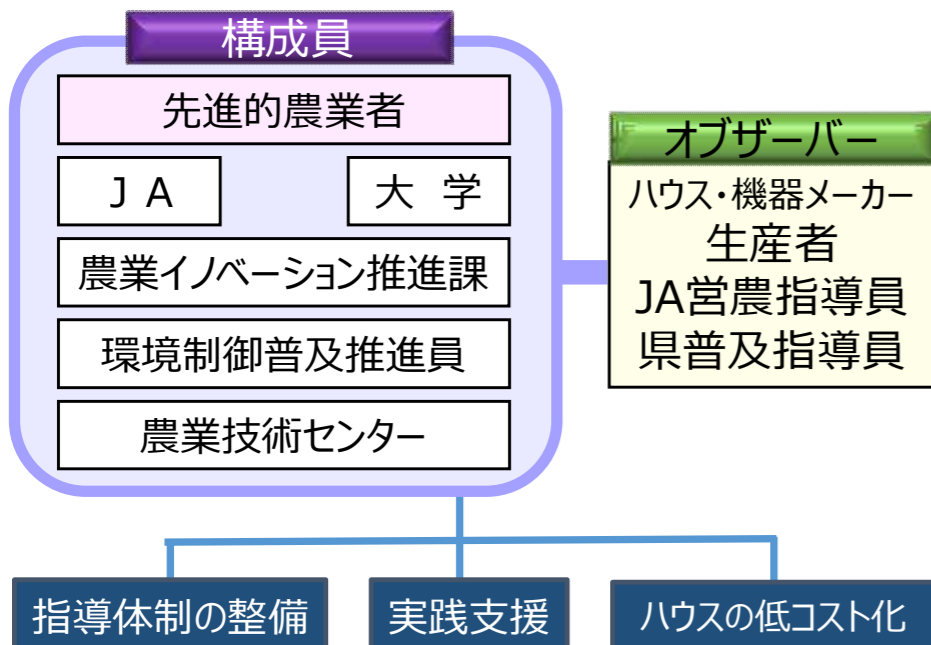 構成員
先進的農業者
ＪＡ
大 学
農業イノベーション推進課
環境制御普及推進員
農業技術センター
オブザーバー
ハウス・機器メーカー
生産者
JA営農指導員
県普及指導員
指導体制の整備
実践支援
ハウスの低コスト化